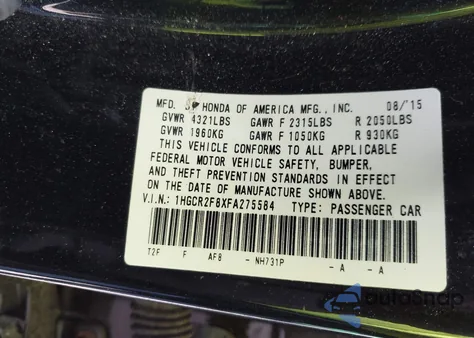 MFD. BY HONDA OF AMERICA MFG., INC. 08/'15
GVWR 4321LBS GAWR F 2315LBS R 2050LBS
GVWR 1960KG GAWR F 1050KG R 930KG
THIS VEHICLE CONFORMS TO ALL APPLICABLE
FEDERAL MOTOR VEHICLE SAFETY, BUMPER,
AND THEFT PREVENTION STANDARDS IN EFFECT
ON THE DATE OF MANUFACTURE SHOWN ABOVE.
V.I.N.: 1HGCR2F8XFA275584 TYPE: PASSENGER CAR
T2F F AF8 - NH731P -A -A
autoSnap